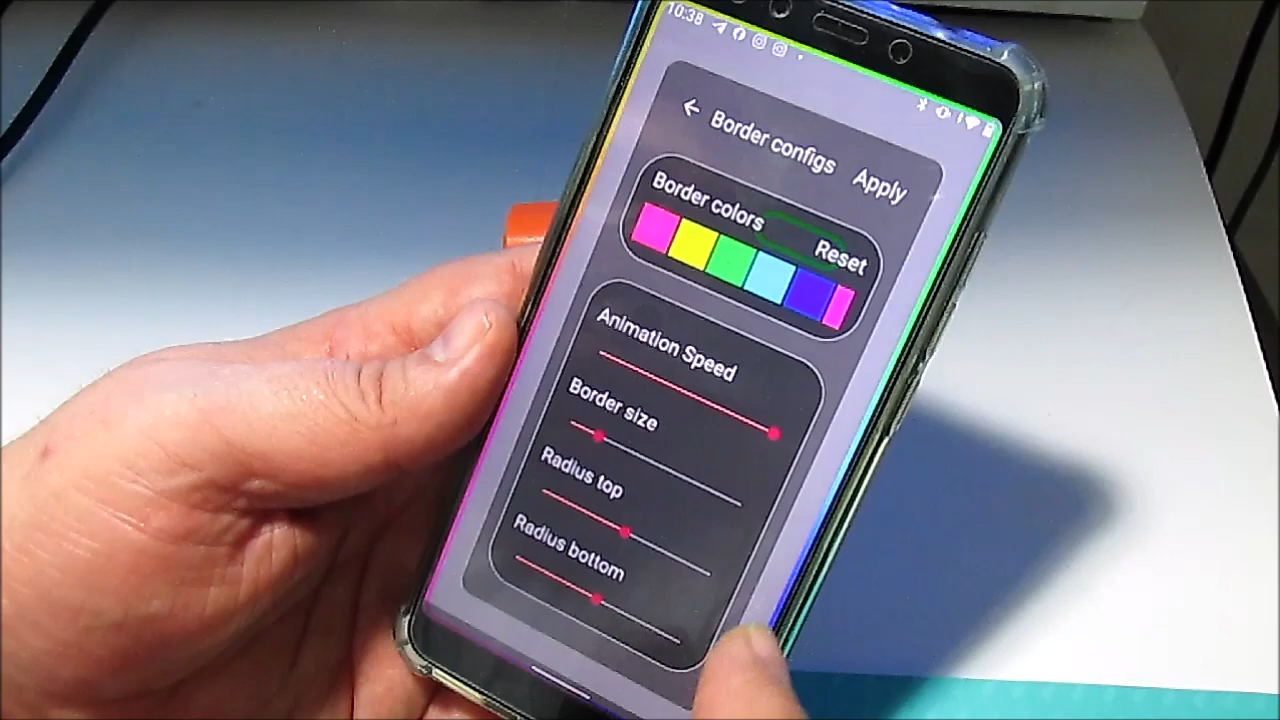 10:38
Border configs
Apply
Border colors
Reset
Animation Speed
Border size
Radius top
Radius bottom